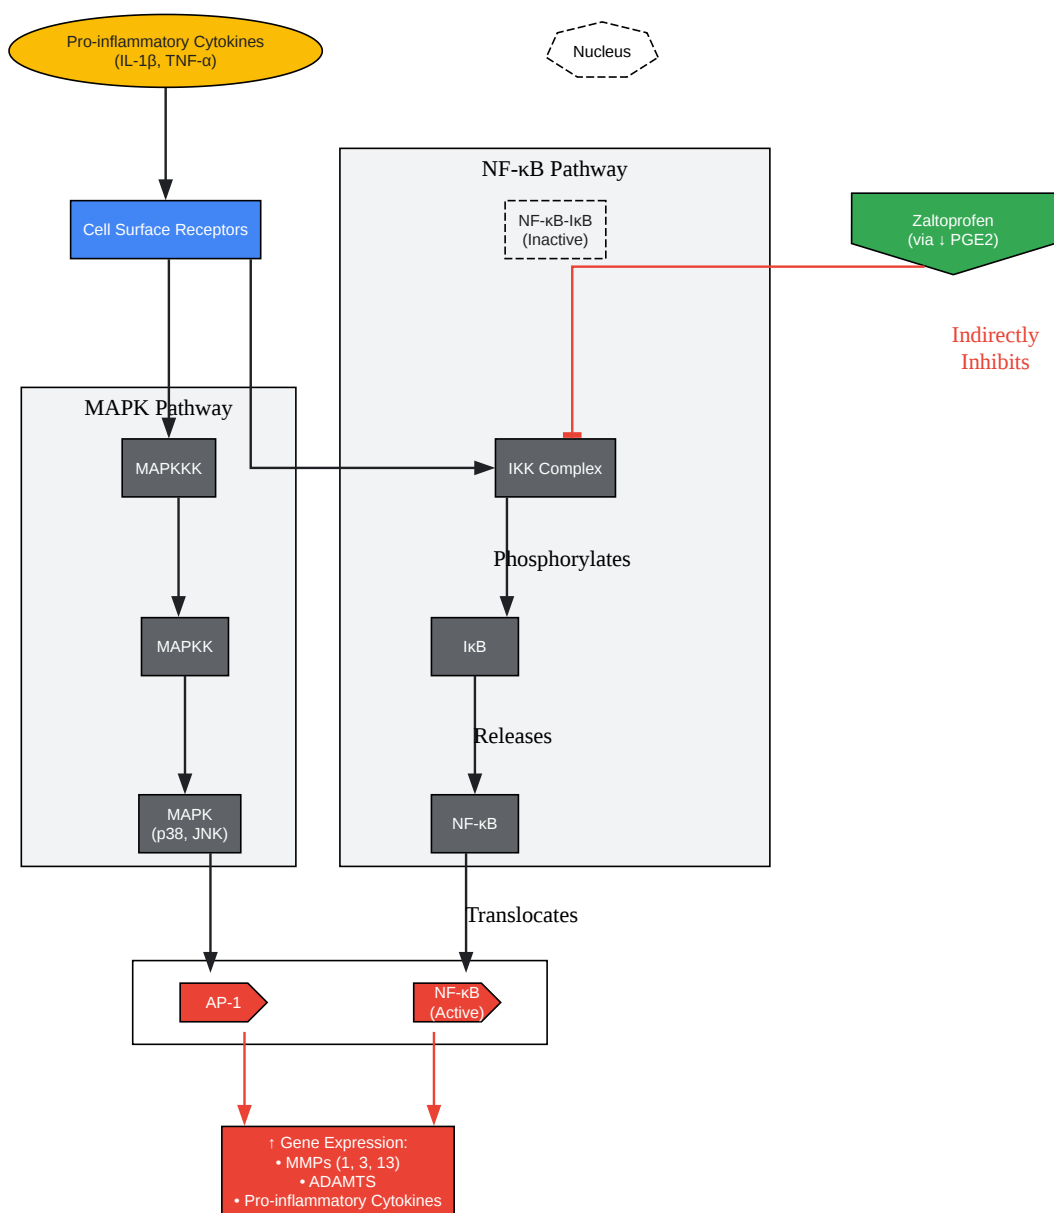 Pro-inflammatory Cytokines
(IL-1β, TNF-α)
Nucleus
Cell Surface Receptors
NF-κB Pathway
NF-κB-IκB
(Inactive)
Zaltoprofen
(via ↓ PGE2)
Indirectly
Inhibits
MAPK Pathway
MAPKKK
IKK Complex
Phosphorylates
MAPKK
IκB
Releases
MAPK
(p38, JNK)
NF-κB
Translocates
AP-1
NF-κB
(Active)
↑ Gene Expression:
• MMPs (1, 3, 13)
• ADAMTS
• Pro-inflammatory Cytokines